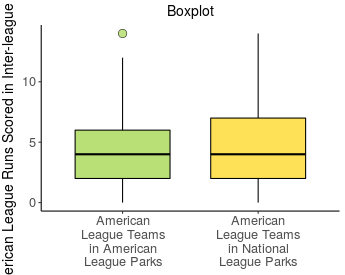 Boxplot
erican League Runs Scored in Inter-league
10
5
0
American
League Teams
in American
League Parks
American
League Teams
in National
League Parks